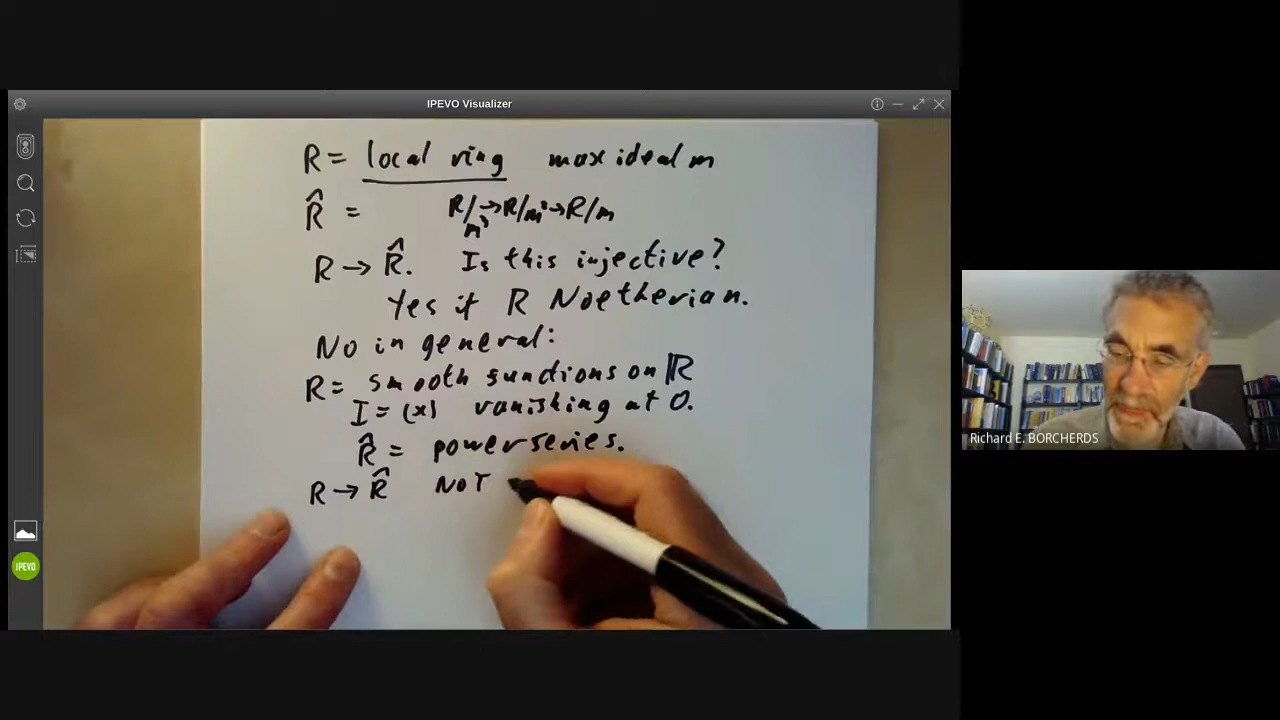 IPEVO Visualizer
R = local ring max ideal m
R̂ = R/m³ → R/m² → R/m
R → R̂. Is this injective?
Yes if R Noetherian.
No in general:
R = smooth functions on ℝ
I = (x) vanishing at 0.
R̂ = power series.
R → R̂ NOT
IPEVO
Richard E. BORCHERDS